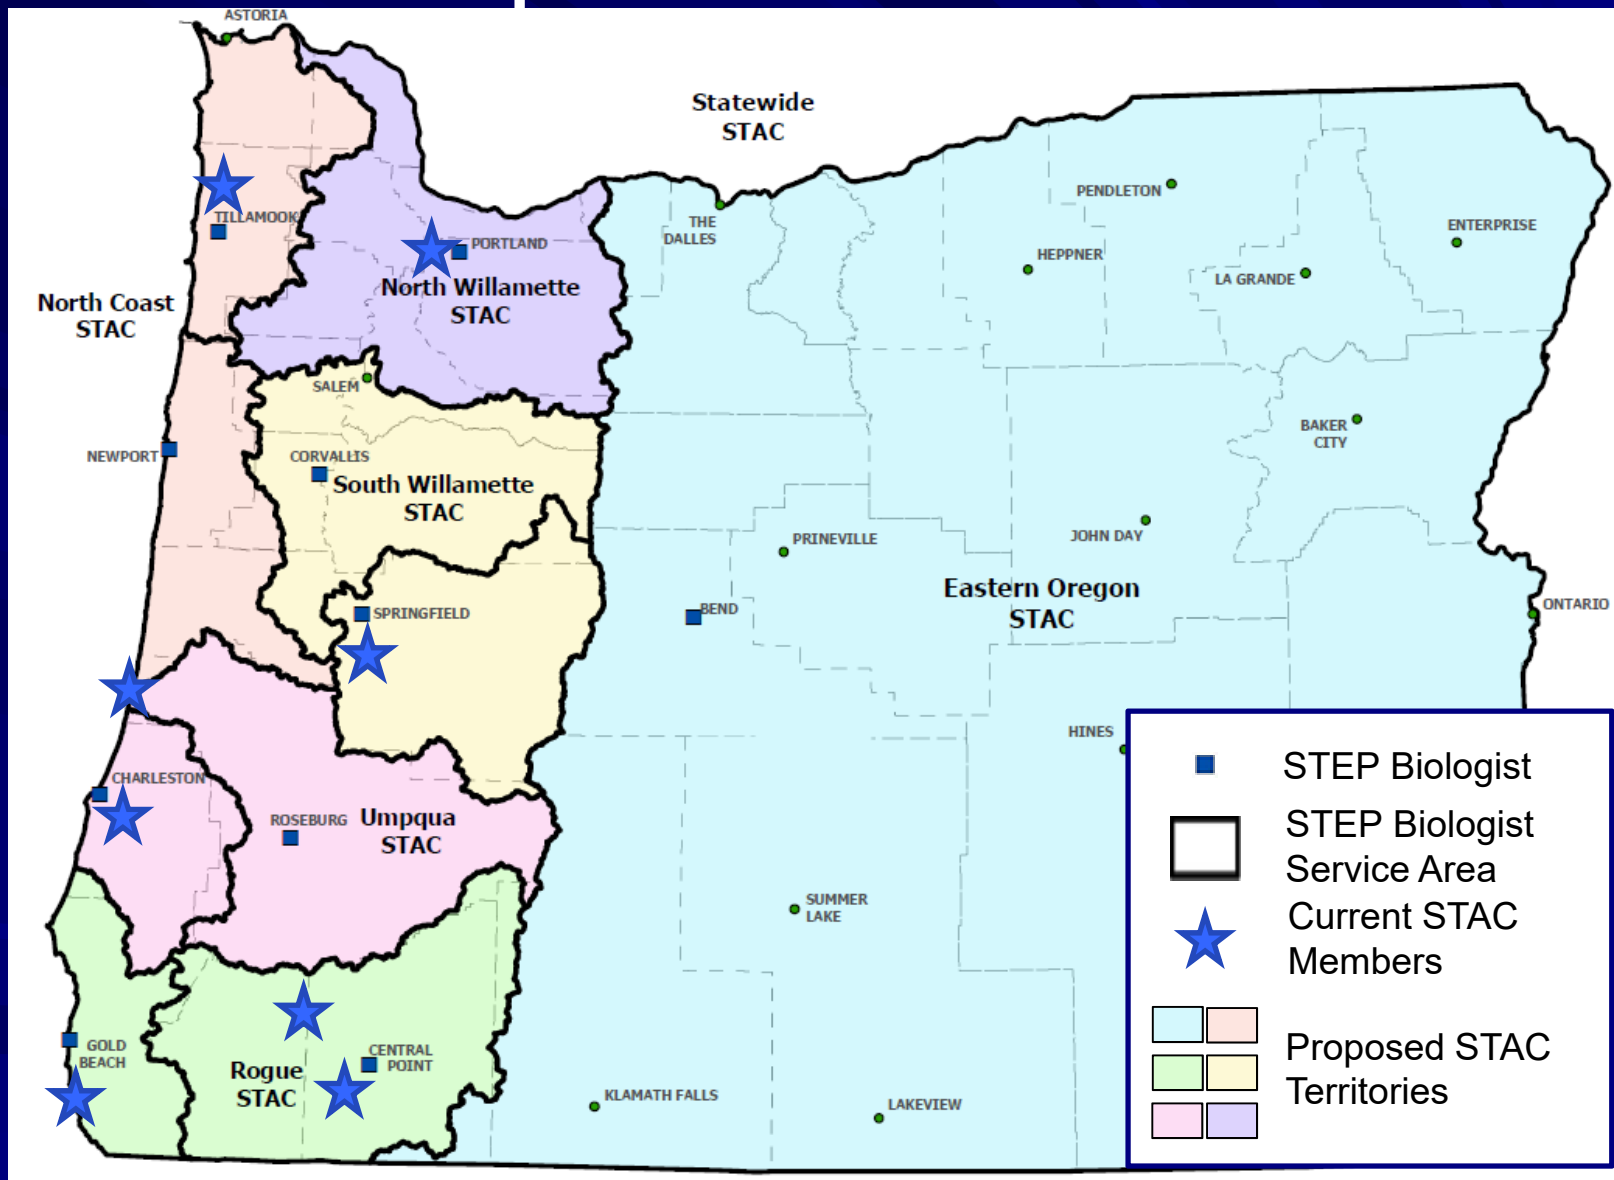 ASTORIA
Statewide
STAC
PENDLETON
TILLAMOOK
THE
DALLES
ENTERPRISE
PORTLAND
HEPPNER
LA GRANDE
North Willamette
STAC
North Coast
STAC
SALEM
BAKER
CITY
NEWPORT
CORVALLIS
South Willamette
STAC
PRINEVILLE
JOHN DAY
Eastern Oregon
STAC
SPRINGFIELD
BEND
ONTARIO
HINES
CHARLESTON
ROSEBURG
Umpqua
STAC
SUMMER
LAKE
GOLD
BEACH
CENTRAL
POINT
Rogue
STAC
KLAMATH FALLS
LAKEVIEW
STEP Biologist
STEP Biologist
Service Area
Current STAC
Members
Proposed STAC
Territories